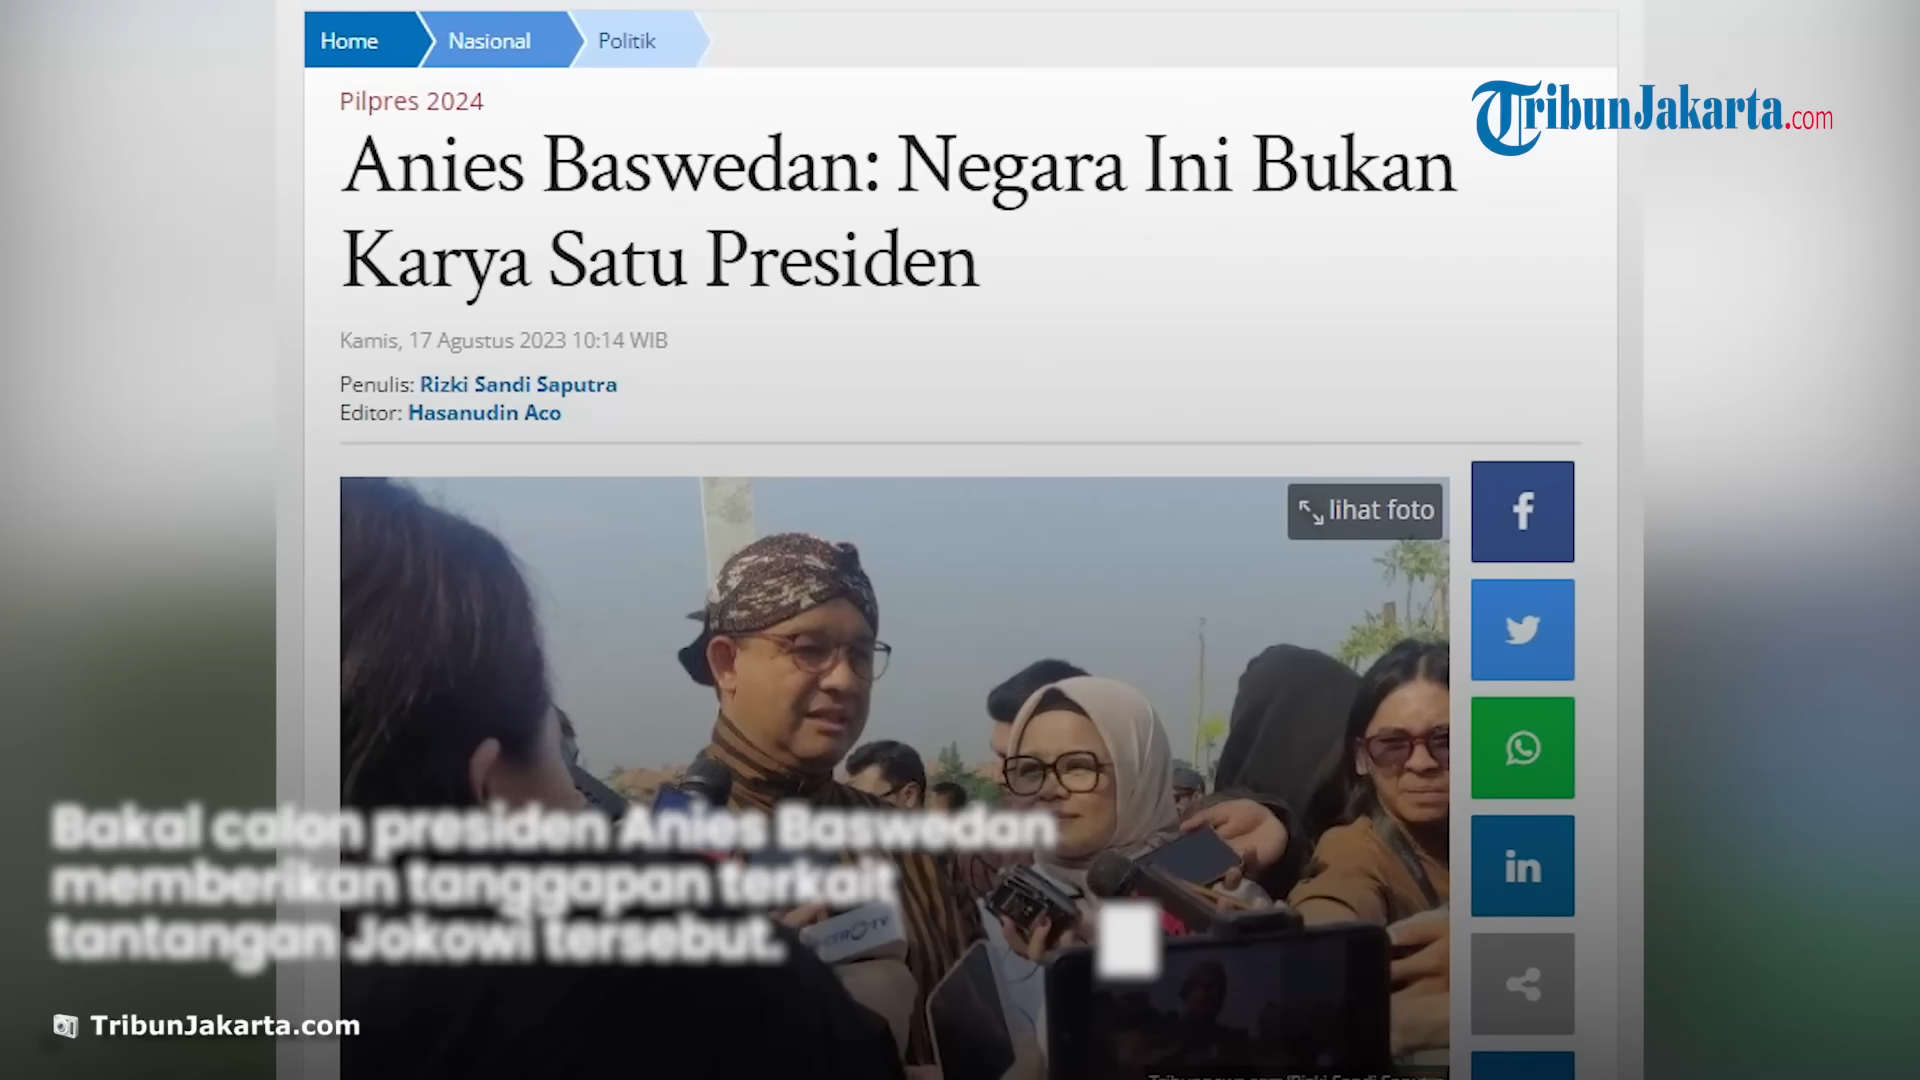 Home Nasional Politik
Pilpres 2024
TribunJakarta.com
Anies Baswedan: Negara Ini Bukan
Karya Satu Presiden
Kamis, 17 Agustus 2023 10:14 WIB
Penulis: Rizki Sandi Saputra
Editor: Hasanudin Aco
lihat foto
Bakal calon presiden Anies Baswedan
memberikan tanggapan terkait
tantangan Jokowi tersebut.
TribunJakarta.com